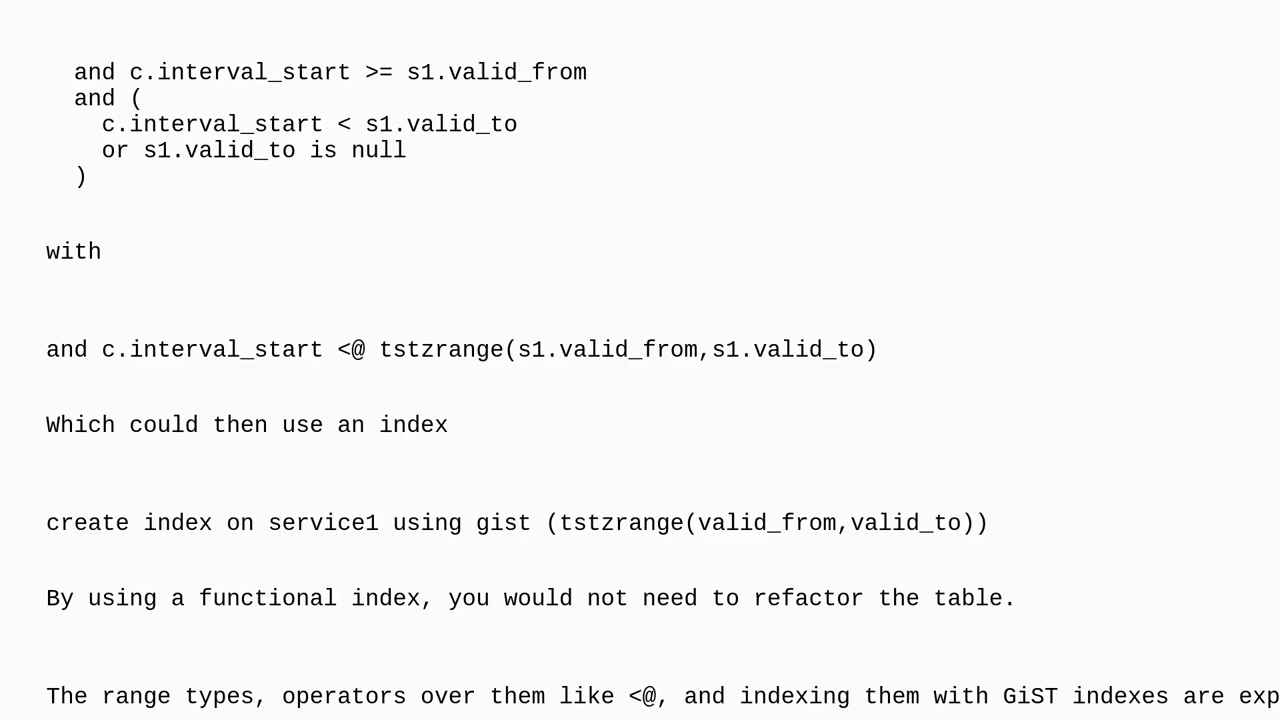 and c.interval_start >= s1.valid_from
and (
c.interval_start < s1.valid_to
or s1.valid_to is null
)
with
and c.interval_start <@ tstzrange(s1.valid_from,s1.valid_to)
Which could then use an index
create index on service1 using gist (tstzrange(valid_from,valid_to))
By using a functional index, you would not need to refactor the table.
The range types, operators over them like <@, and indexing them with GiST indexes are exp